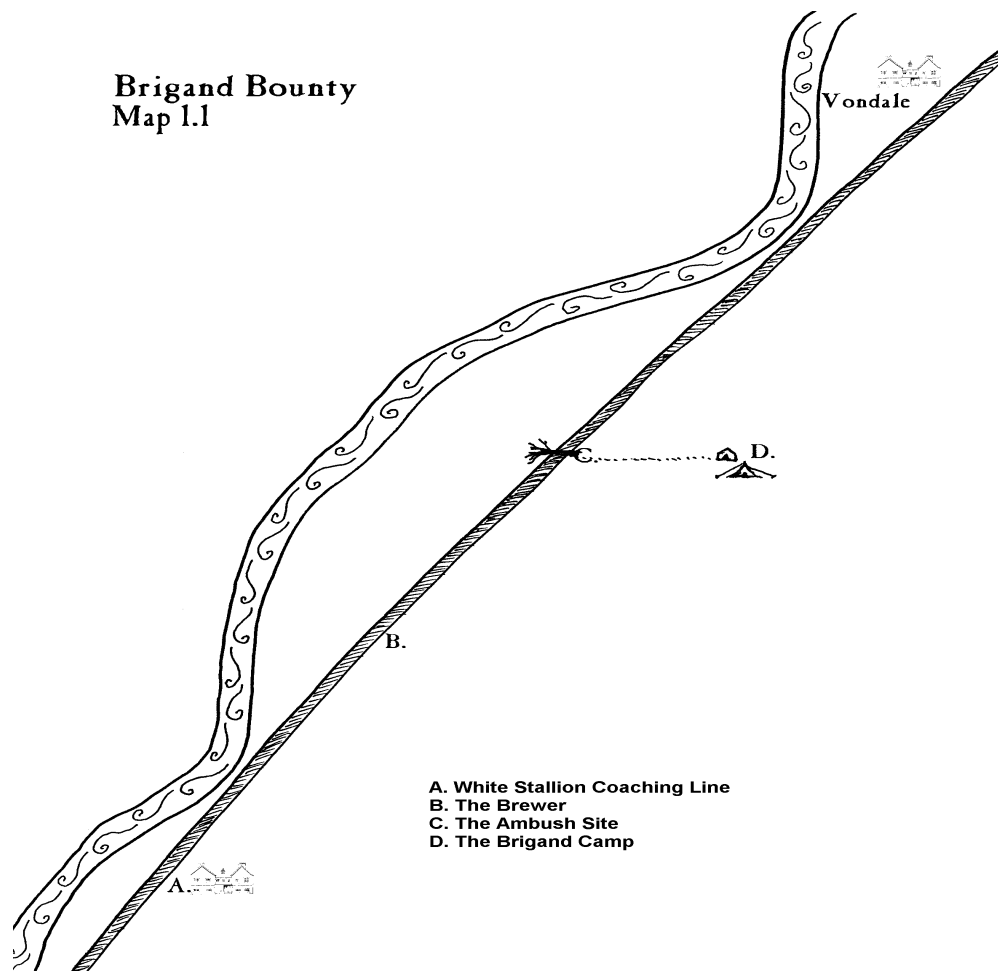 Brigand Bounty
Map 1.1
Vondale
C.
D.
B.
A. White Stallion Coaching Line
B. The Brewer
C. The Ambush Site
D. The Brigand Camp
A.